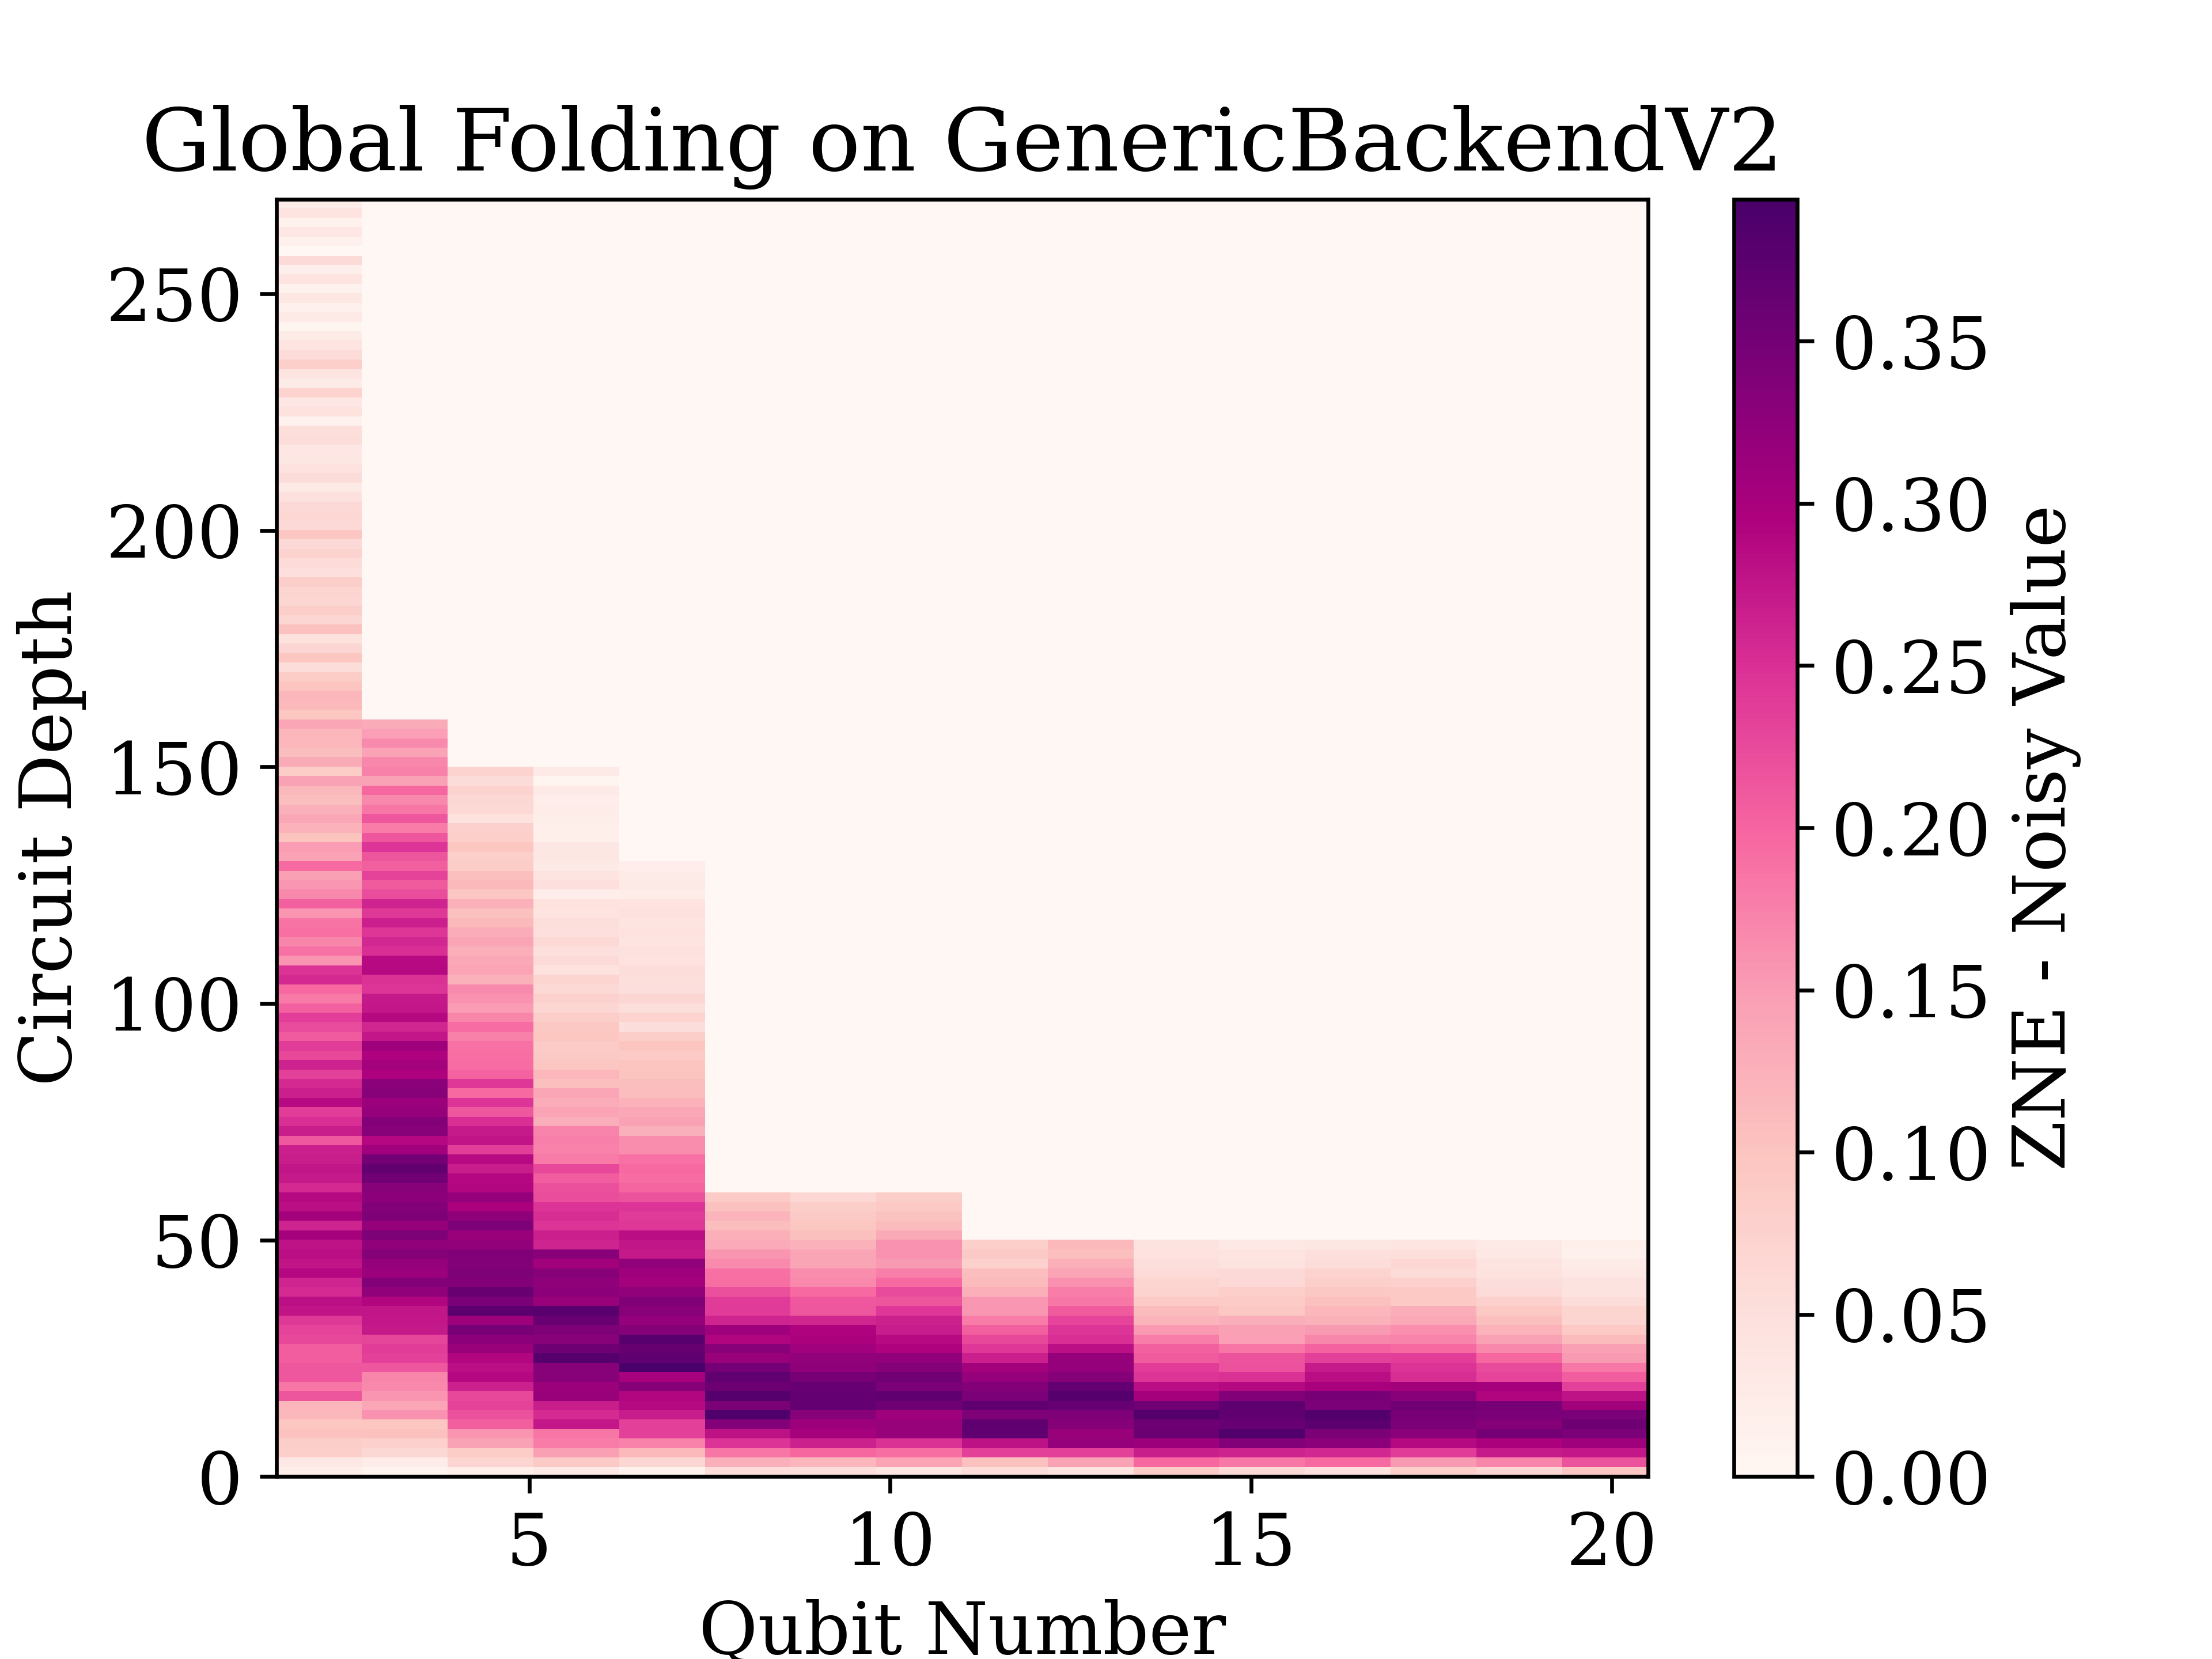 Global Folding on GenericBackendV2
Circuit Depth
250
200
150
100
50
0
5 10 15 20
Qubit Number
0.35
0.30
0.25
0.20
0.15
0.10
0.05
0.00
ZNE - Noisy Value